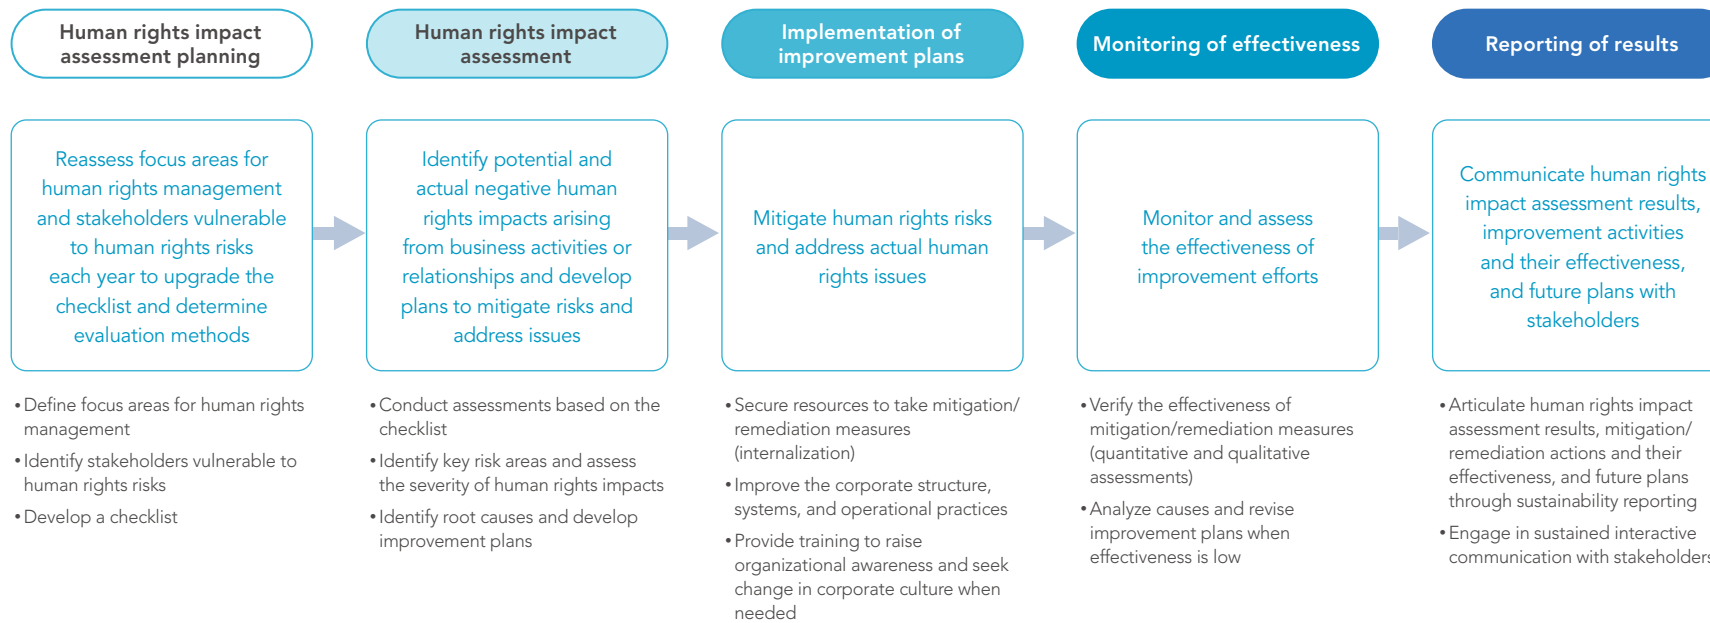 Human rights impact
assessment planning
Human rights impact
assessment
Implementation of
improvement plans
Monitoring of effectiveness
Reporting of results
Reassess focus areas for
human rights management
and stakeholders vulnerable
to human rights risks
each year to upgrade the
checklist and determine
evaluation methods
Identify potential and
actual negative human
rights impacts arising
from business activities or
relationships and develop
plans to mitigate risks and
address issues
Mitigate human rights risks
and address actual human
rights issues
Monitor and assess
the effectiveness of
improvement efforts
Communicate human rights
impact assessment results,
improvement activities
and their effectiveness,
and future plans with
stakeholders
• Define focus areas for human rights
management
• Identify stakeholders vulnerable to
human rights risks
• Develop a checklist
• Conduct assessments based on the
checklist
• Identify key risk areas and assess
the severity of human rights impacts
• Identify root causes and develop
improvement plans
• Secure resources to take mitigation/
remediation measures
(internalization)
• Improve the corporate structure,
systems, and operational practices
• Provide training to raise
organizational awareness and seek
change in corporate culture when
needed
• Verify the effectiveness of
mitigation/remediation measures
(quantitative and qualitative
assessments)
• Analyze causes and revise
improvement plans when
effectiveness is low
• Articulate human rights impact
assessment results, mitigation/
remediation actions and their
effectiveness, and future plans
through sustainability reporting
• Engage in sustained interactive
communication with stakeholders